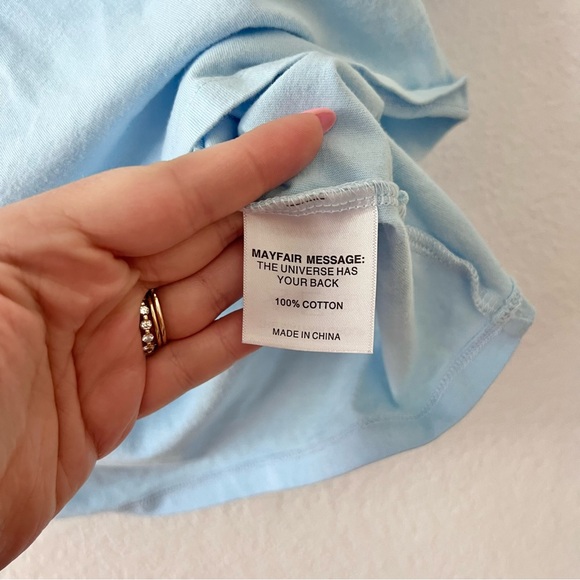 MAYFAIR MESSAGE:
THE UNIVERSE HAS
YOUR BACK
100% COTTON
MADE IN CHINA